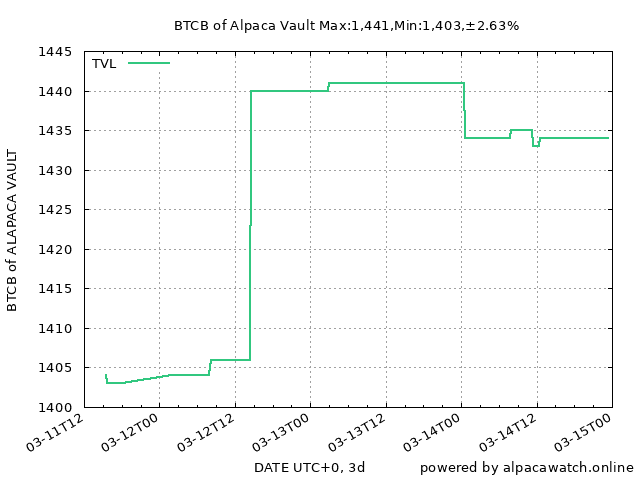 BTCB of Alpaca Vault Max:1,441,Min:1,403,±2.63%
TVL
1445
1440
1435
1430
1425
1420
1415
1410
1405
1400
BTCB of ALAPACA VAULT
03-11T12
03-12T00
03-12T12
03-13T00
03-13T12
03-14T00
03-14T12
03-15T00
DATE UTC+0, 3d
powered by alpacawatch.online